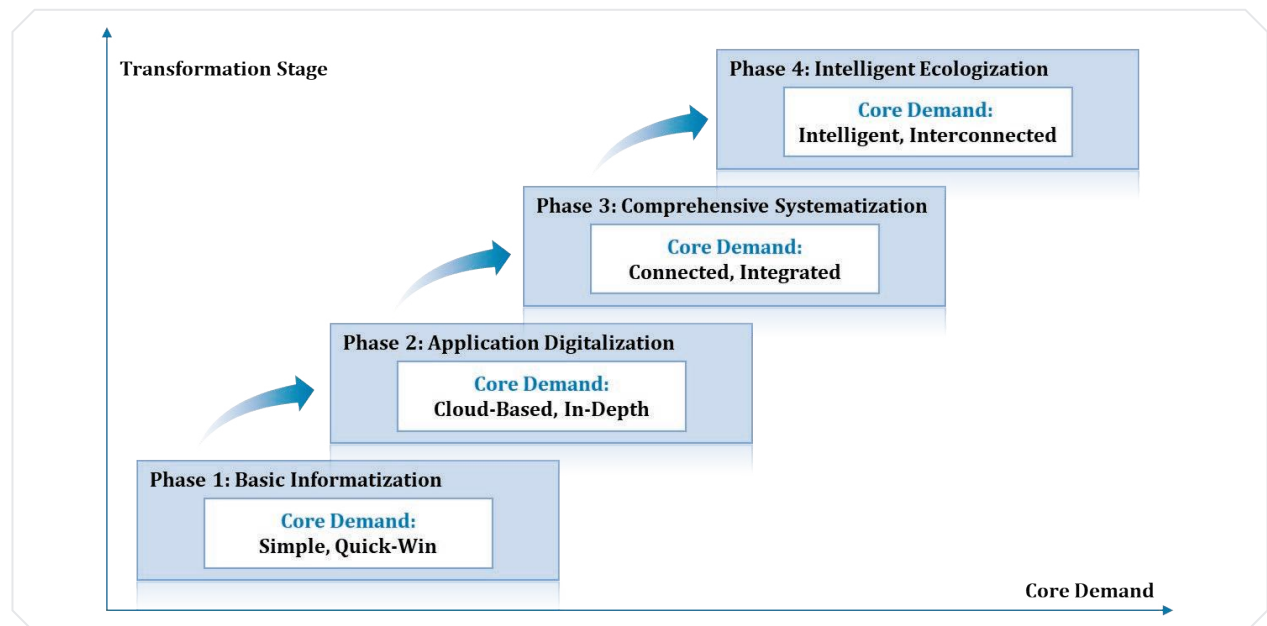 Transformation Stage
Phase 4: Intelligent Ecologization
Core Demand:
Intelligent, Interconnected
Phase 3: Comprehensive Systematization
Core Demand:
Connected, Integrated
Phase 2: Application Digitalization
Core Demand:
Cloud-Based, In-Depth
Phase 1: Basic Informatization
Core Demand:
Simple, Quick-Win
Core Demand